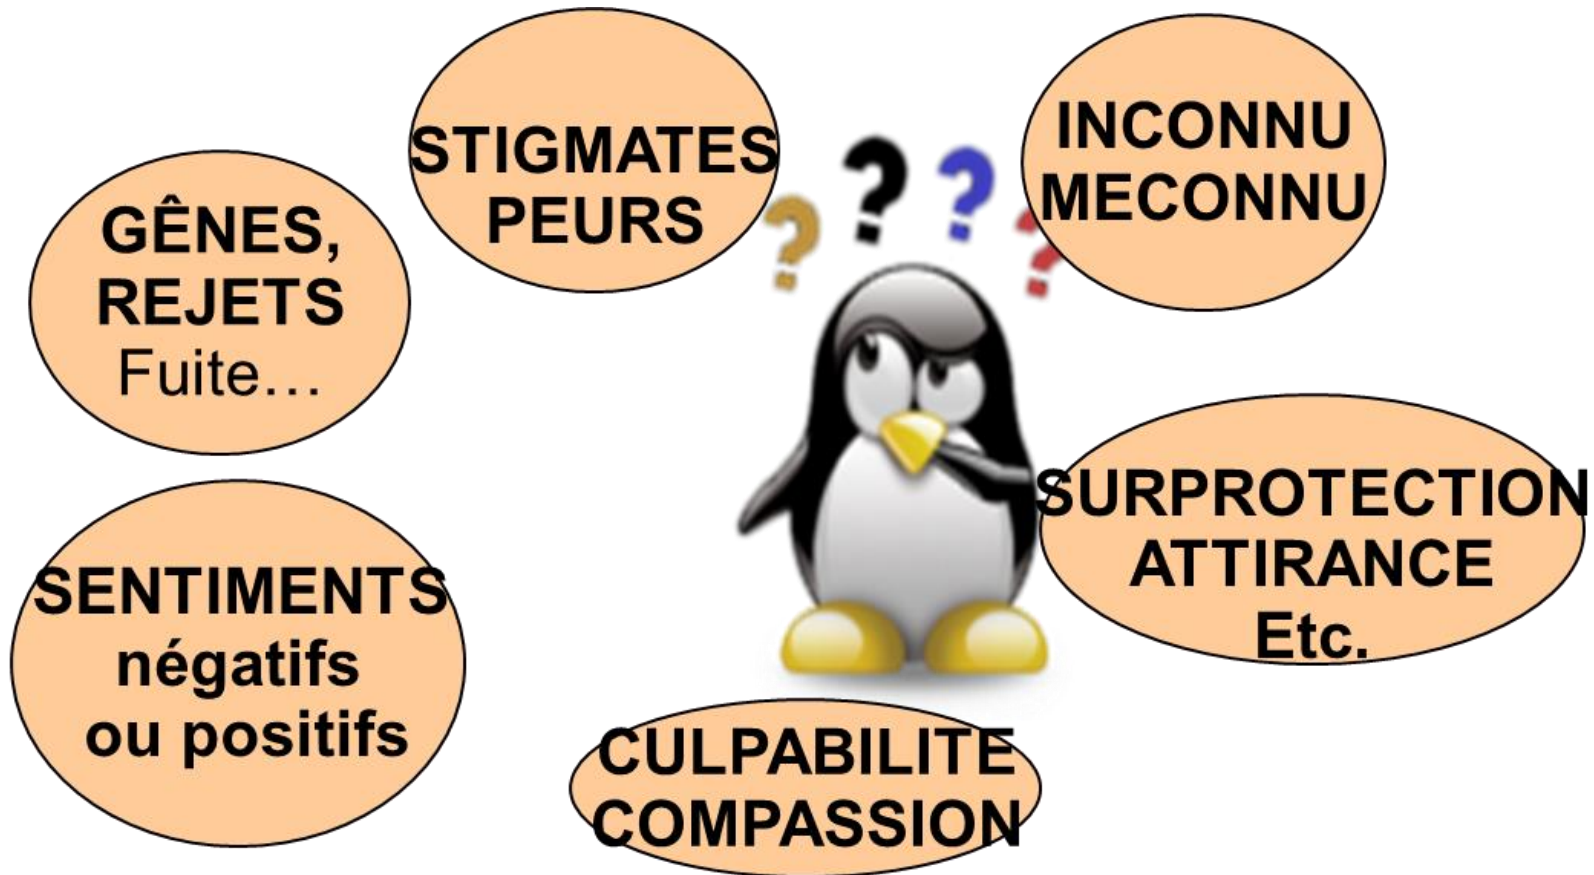 STIGMATES
PEURS
INCONNU
MECONNU
GÊNES,
REJETS
Fuite…
SURPROTECTION
ATTIRANCE
Etc.
SENTIMENTS
négatifs
ou positifs
CULPABILITE
COMPASSION
? ? ? ?